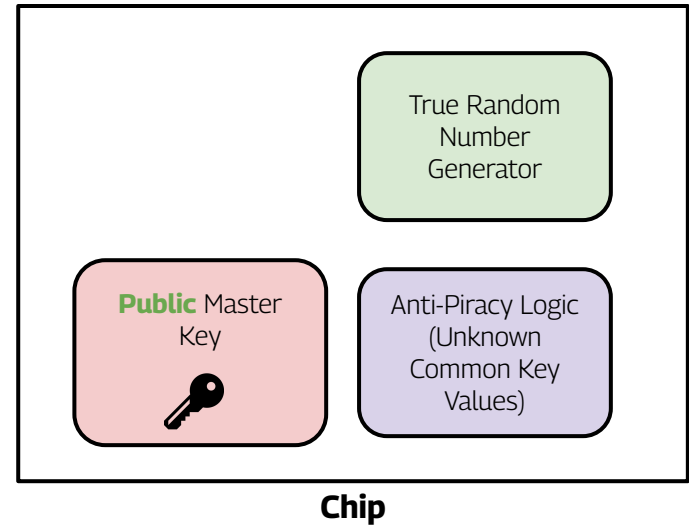 True Random
Number
Generator
Public Master
Key
Anti-Piracy Logic
(Unknown
Common Key
Values)
Chip